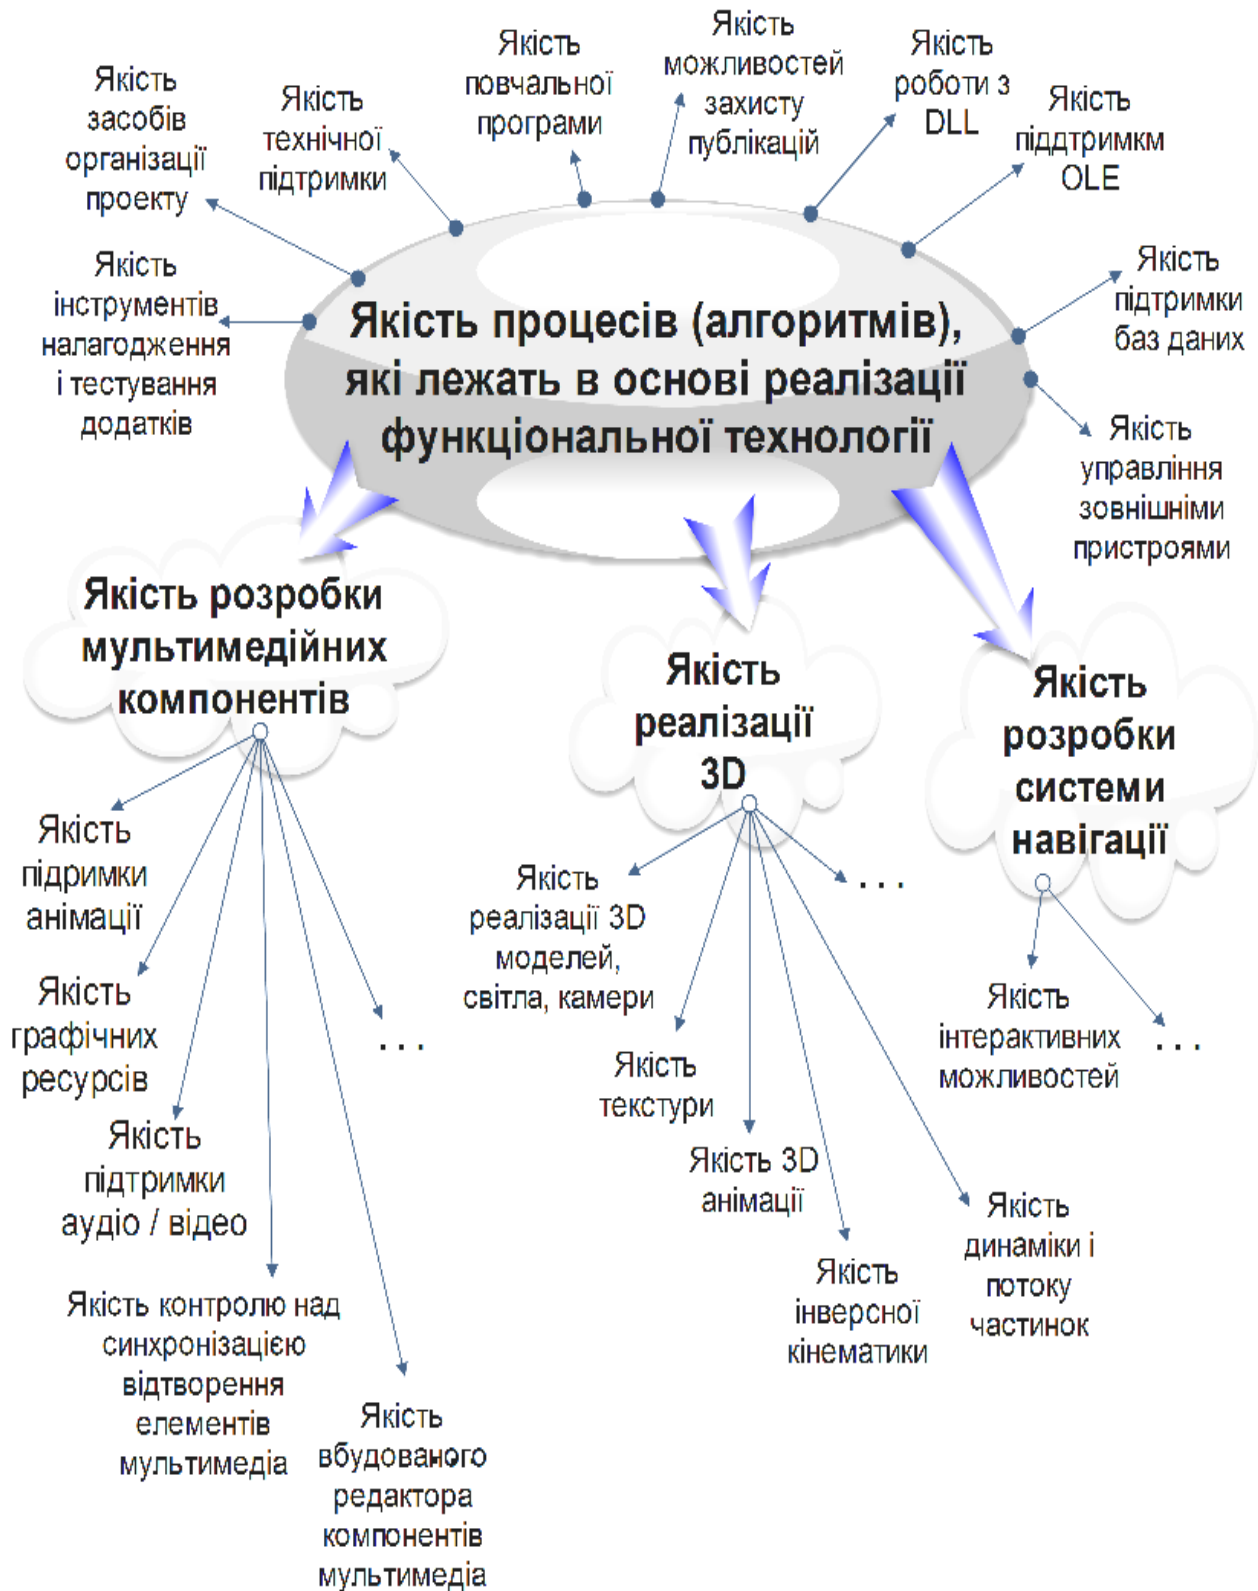 Якість
засобів
організації
проекту
Якість
технічної
підтримки
Якість
повчальної
програми
Якість
можливостей
захисту
публікацій
Якість
роботи з
DLL
Якість
піддтримкм
OLE
Якість
інструментів
налагодження
і тестування
додатків
Якість процесів (алгоритмів),
які лежать в основі реалізації
функціональної технології
Якість
підтримки
баз даних
Якість
управління
зовнішніми
пристроями
Якість розробки
мультимедійних
компонентів
Якість
підримки
анімації
Якість
графічних
ресурсів
Якість
підтримки
аудіо / відео
Якість контролю над
синхронізацією
відтворення
елементів
мультимедіа
Якість
вбудованого
редактора
компонентів
мультимедіа
. . .
Якість
реалізації
3D
Якість
реалізації 3D
моделей,
світла, камери
Якість
текстури
Якість 3D
анімації
Якість
інверсної
кінематики
Якість
динаміки і
потоку
частинок
. . .
Якість
розробки
системи
навігації
Якість
інтерактивних
можливостей
. . .